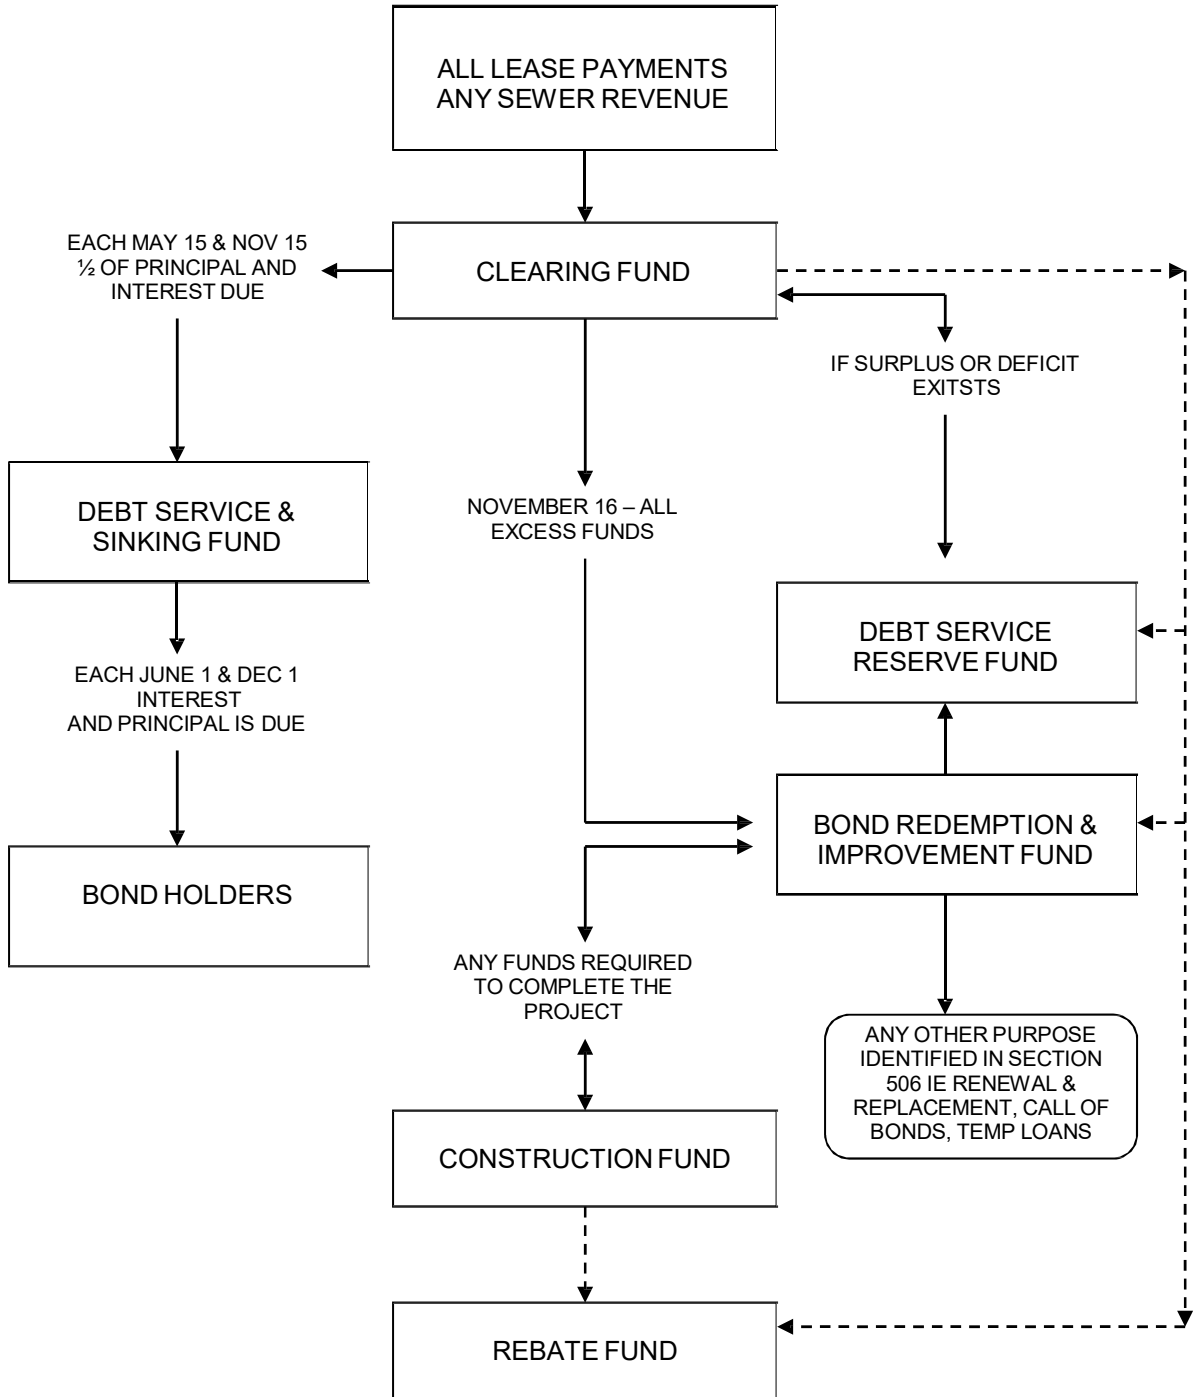 ALL LEASE PAYMENTS
ANY SEWER REVENUE
EACH MAY 15 & NOV 15
½ OF PRINCIPAL AND
INTEREST DUE
CLEARING FUND
IF SURPLUS OR DEFICIT
EXITSTS
DEBT SERVICE &
SINKING FUND
NOVEMBER 16 – ALL
EXCESS FUNDS
DEBT SERVICE
RESERVE FUND
EACH JUNE 1 & DEC 1
INTEREST
AND PRINCIPAL IS DUE
BOND REDEMPTION &
IMPROVEMENT FUND
BOND HOLDERS
ANY FUNDS REQUIRED
TO COMPLETE THE
PROJECT
ANY OTHER PURPOSE
IDENTIFIED IN SECTION
506 IE RENEWAL &
REPLACEMENT, CALL OF
BONDS, TEMP LOANS
CONSTRUCTION FUND
REBATE FUND